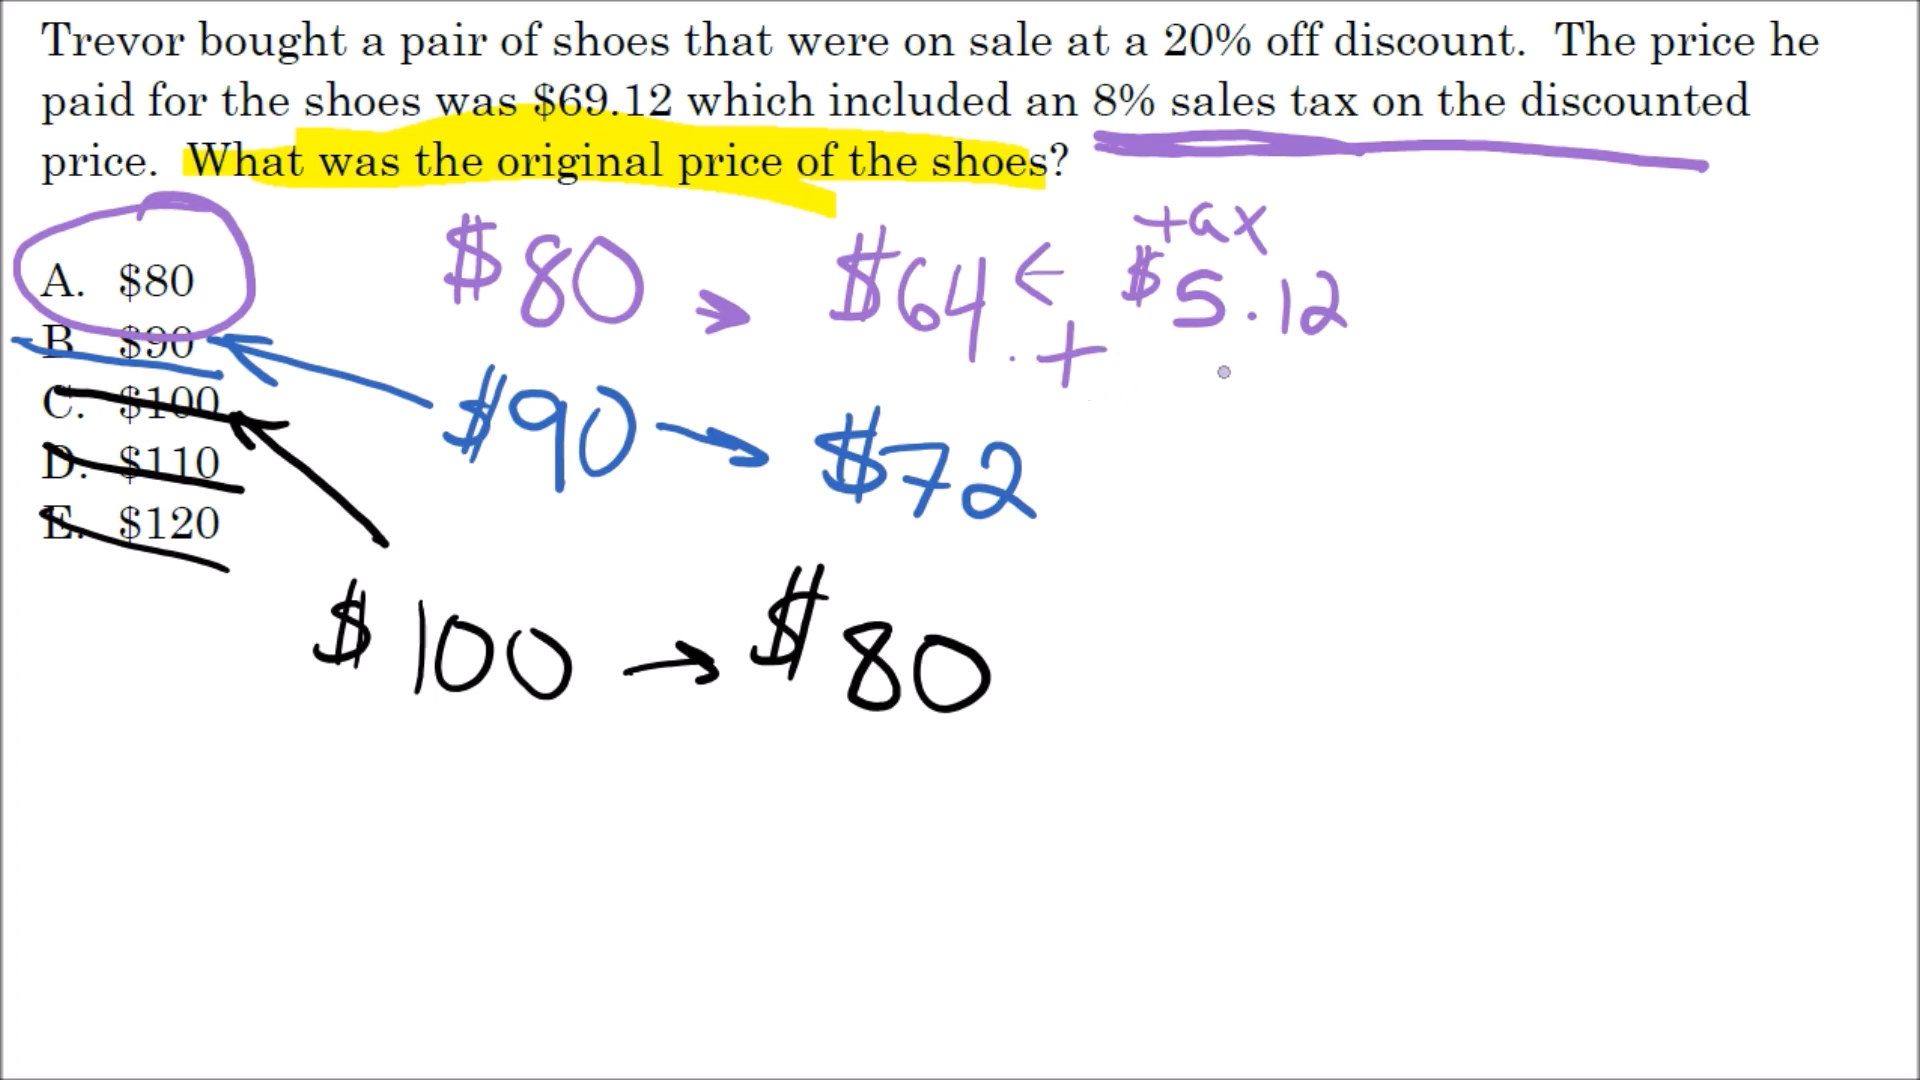 Trevor bought a pair of shoes that were on sale at a 20% off discount. The price he
paid for the shoes was $69.12 which included an 8% sales tax on the discounted
price. What was the original price of the shoes?
A. $80
B. $90
C. $100
D. $110
E. $120
tax
$80 → $64 ← + $5.12
$90 → $72
$100 → $80